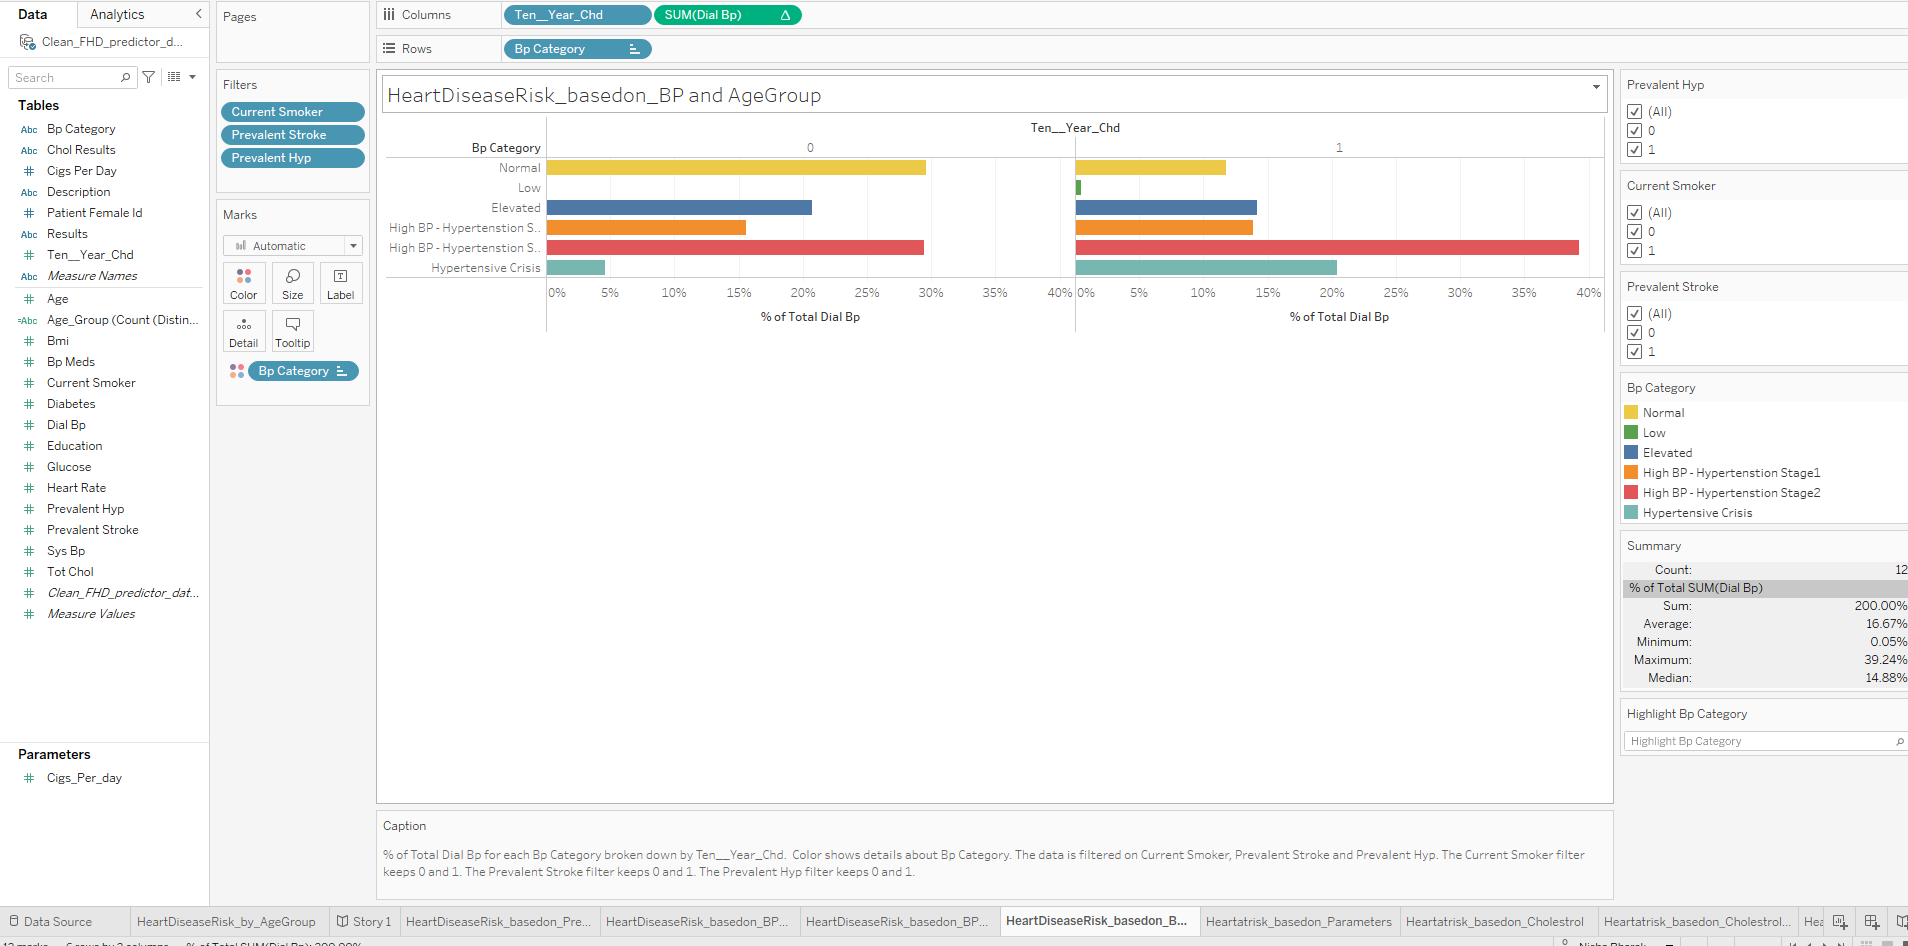 Data
Analytics
Clean_FHD_predictor_d...
Search
Tables
Abc Bp Category
Abc Chol Results
Cigs Per Day
Abc Description
Patient Female Id
Abc Results
Ten__Year_Chd
Abc Measure Names
Age
=Abc Age_Group (Count (Distin...
Bmi
Bp Meds
Current Smoker
Diabetes
Dial Bp
Education
Glucose
Heart Rate
Prevalent Hyp
Prevalent Stroke
Sys Bp
Tot Chol
Clean_FHD_predictor_dat...
Measure Values
Parameters
Cigs_Per_day
Pages
Filters
Current Smoker
Prevalent Stroke
Prevalent Hyp
Marks
Automatic
Color Size Label
Detail Tooltip
Bp Category
Columns Ten__Year_Chd SUM(Dial Bp)
Rows Bp Category
HeartDiseaseRisk_basedon_BP and AgeGroup
Ten__Year_Chd
Bp Category 0 1
Normal
Low
Elevated
High BP - Hypertenstion S..
High BP - Hypertenstion S..
Hypertensive Crisis
0% 5% 10% 15% 20% 25% 30% 35% 40% 0% 5% 10% 15% 20% 25% 30% 35% 40%
% of Total Dial Bp % of Total Dial Bp
Caption
% of Total Dial Bp for each Bp Category broken down by Ten__Year_Chd. Color shows details about Bp Category. The data is filtered on Current Smoker, Prevalent Stroke and Prevalent Hyp. The Current Smoker filter
keeps 0 and 1. The Prevalent Stroke filter keeps 0 and 1. The Prevalent Hyp filter keeps 0 and 1.
Prevalent Hyp
(All)
0
1
Current Smoker
(All)
0
1
Prevalent Stroke
(All)
0
1
Bp Category
Normal
Low
Elevated
High BP - Hypertenstion Stage1
High BP - Hypertenstion Stage2
Hypertensive Crisis
Summary
Count: 12
% of Total SUM(Dial Bp)
Sum: 200.00%
Average: 16.67%
Minimum: 0.05%
Maximum: 39.24%
Median: 14.88%
Highlight Bp Category
Highlight Bp Category
Data Source HeartDiseaseRisk_by_AgeGroup Story 1 HeartDiseaseRisk_basedon_Pre... HeartDiseaseRisk_basedon_BP... HeartDiseaseRisk_basedon_BP... HeartDiseaseRisk_basedon_B... Heartatrisk_basedon_Parameters Heartatrisk_basedon_Cholestrol Heartatrisk_basedon_Cholestrol... Hea